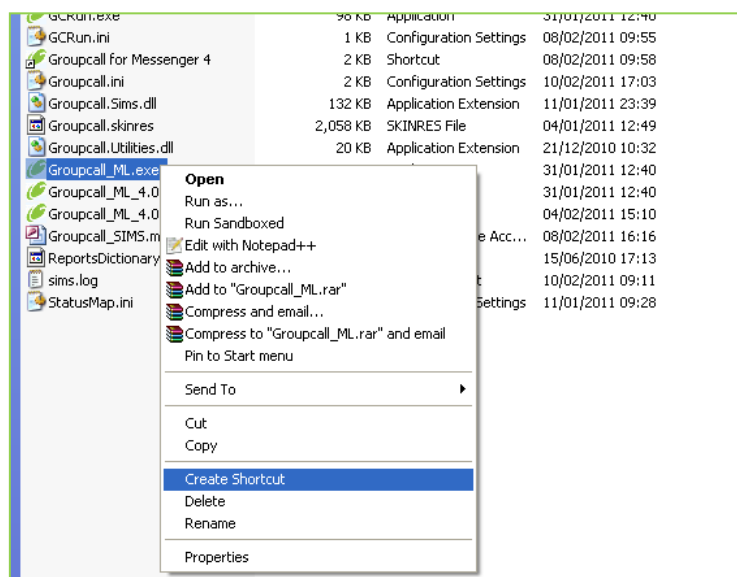 GCRun.exe 98 KB Application 31/01/2011 12:40
GCRun.ini 1 KB Configuration Settings 08/02/2011 09:55
Groupcall for Messenger 4 2 KB Shortcut 08/02/2011 09:58
Groupcall.ini 2 KB Configuration Settings 10/02/2011 17:03
Groupcall.Sims.dll 132 KB Application Extension 11/01/2011 23:39
Groupcall.skinres 2,058 KB SKINRES File 04/01/2011 12:49
Groupcall.Utilities.dll 20 KB Application Extension 21/12/2010 10:32
Groupcall_ML.exe 31/01/2011 12:40
Groupcall_ML_4.0 31/01/2011 12:40
Groupcall_ML_4.0 04/02/2011 15:10
Groupcall_SIMS.m e Acc... 08/02/2011 16:16
ReportsDictionary 15/06/2010 17:13
sims.log t 10/02/2011 09:11
StatusMap.ini Settings 11/01/2011 09:28
Open
Run as...
Run Sandboxed
Edit with Notepad++
Add to archive...
Add to "Groupcall_ML.rar"
Compress and email...
Compress to "Groupcall_ML.rar" and email
Pin to Start menu
Send To
Cut
Copy
Create Shortcut
Delete
Rename
Properties